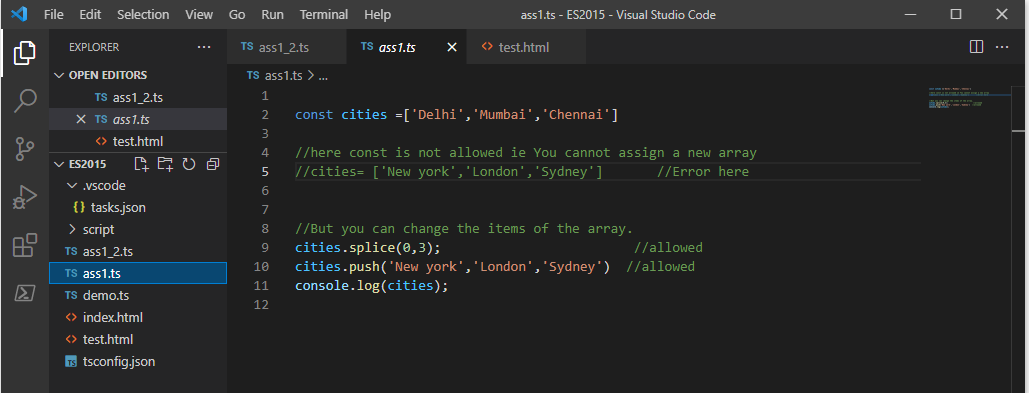 File Edit Selection View Go Run Terminal Help ass1.ts - ES2015 - Visual Studio Code
EXPLORER
OPEN EDITORS
TS ass1_2.ts
TS ass1.ts
<> test.html
ES2015
.vscode
{} tasks.json
script
TS ass1_2.ts
TS ass1.ts
TS demo.ts
<> index.html
<> test.html
TS tsconfig.json
TS ass1_2.ts TS ass1.ts <> test.html
TS ass1.ts > ...
1
2 const cities =['Delhi','Mumbai','Chennai']
3
4 //here const is not allowed ie You cannot assign a new array
5 //cities= ['New york','London','Sydney'] //Error here
6
7
8 //But you can change the items of the array.
9 cities.splice(0,3); //allowed
10 cities.push('New york','London','Sydney') //allowed
11 console.log(cities);
12